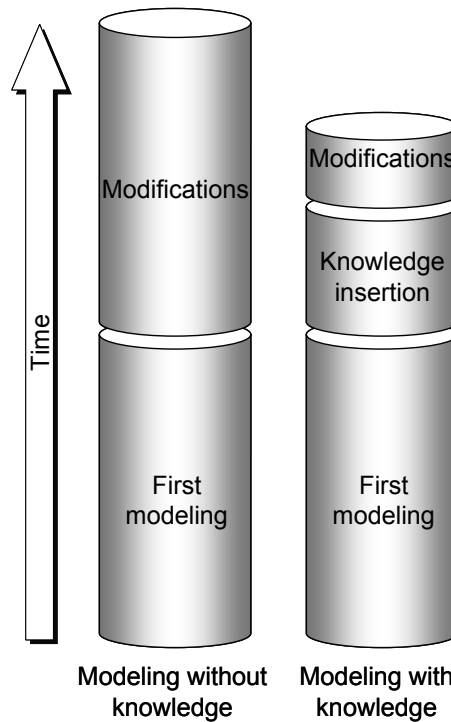 Time
Modifications
First
modeling
Modeling without
knowledge
Modifications
Knowledge
insertion
First
modeling
Modeling with
knowledge